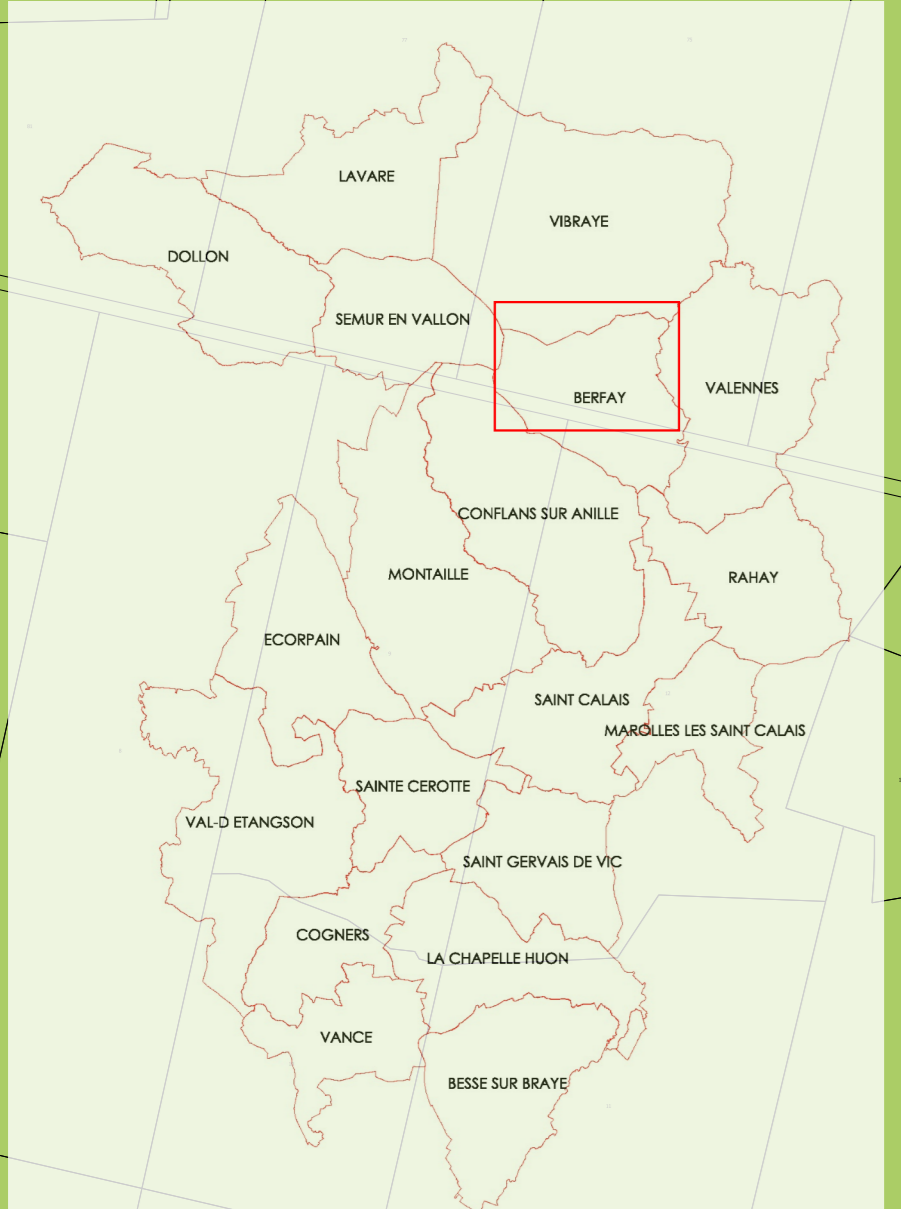 LAVARE
VIBRAYE
DOLLON
SEMUR EN VALLON
VALENNES
BERFAY
CONFLANS SUR ANILLE
MONTAILLE
RAHAY
ECORPAIN
SAINT CALAIS
MAROLLES LES SAINT CALAIS
SAINTE CEROTTE
VAL-D ETANGSON
SAINT GERVAIS DE VIC
COGNERS
LA CHAPELLE HUON
VANCE
BESSE SUR BRAYE